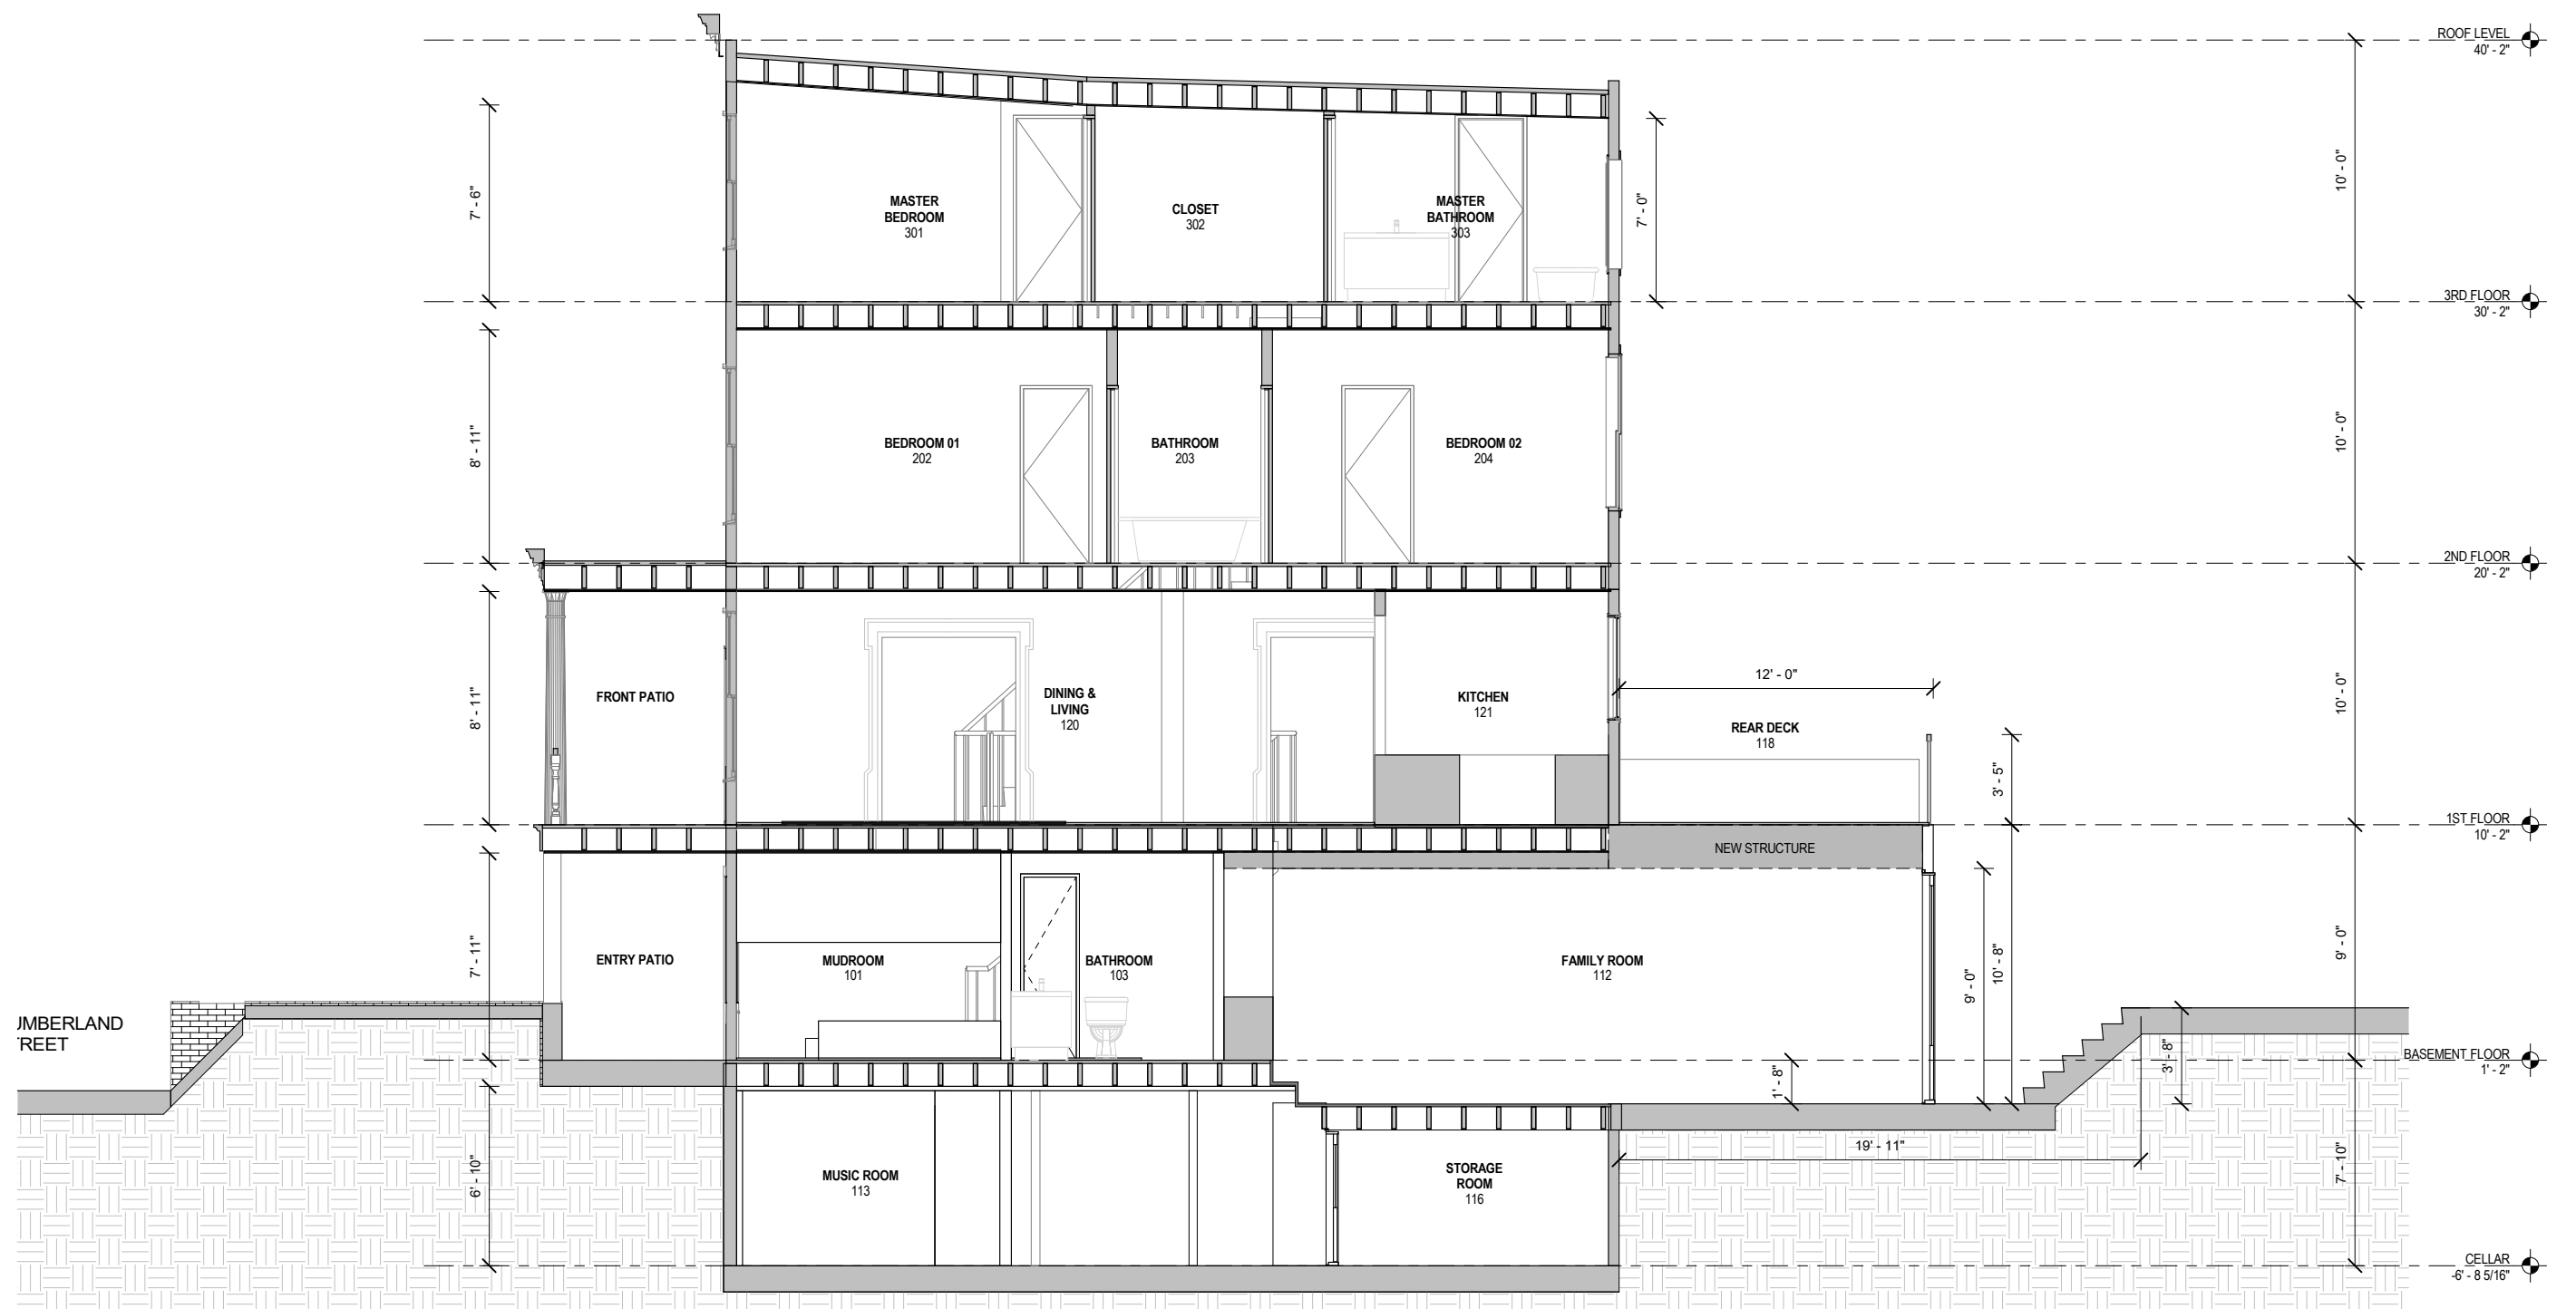 ROOF LEVEL
40' - 2"
7' - 6"
MASTER
BEDROOM
301
CLOSET
302
MASTER
BATHROOM
303
7' - 0"
10' - 0"
3RD FLOOR
30' - 2"
8' - 11"
BEDROOM 01
202
BATHROOM
203
BEDROOM 02
204
10' - 0"
2ND FLOOR
20' - 2"
8' - 11"
FRONT PATIO
DINING &
LIVING
120
KITCHEN
121
12' - 0"
REAR DECK
118
3' - 5"
10' - 0"
1ST FLOOR
10' - 2"
NEW STRUCTURE
7' - 11"
ENTRY PATIO
MUDROOM
101
BATHROOM
103
FAMILY ROOM
112
9' - 0"
10' - 8"
9' - 0"
UMBERLAND
TREET
1' - 8"
3' - 8"
BASEMENT FLOOR
1' - 2"
6' - 10"
MUSIC ROOM
113
STORAGE
ROOM
116
19' - 11"
7' - 10"
CELLAR
-6' - 8 5/16"